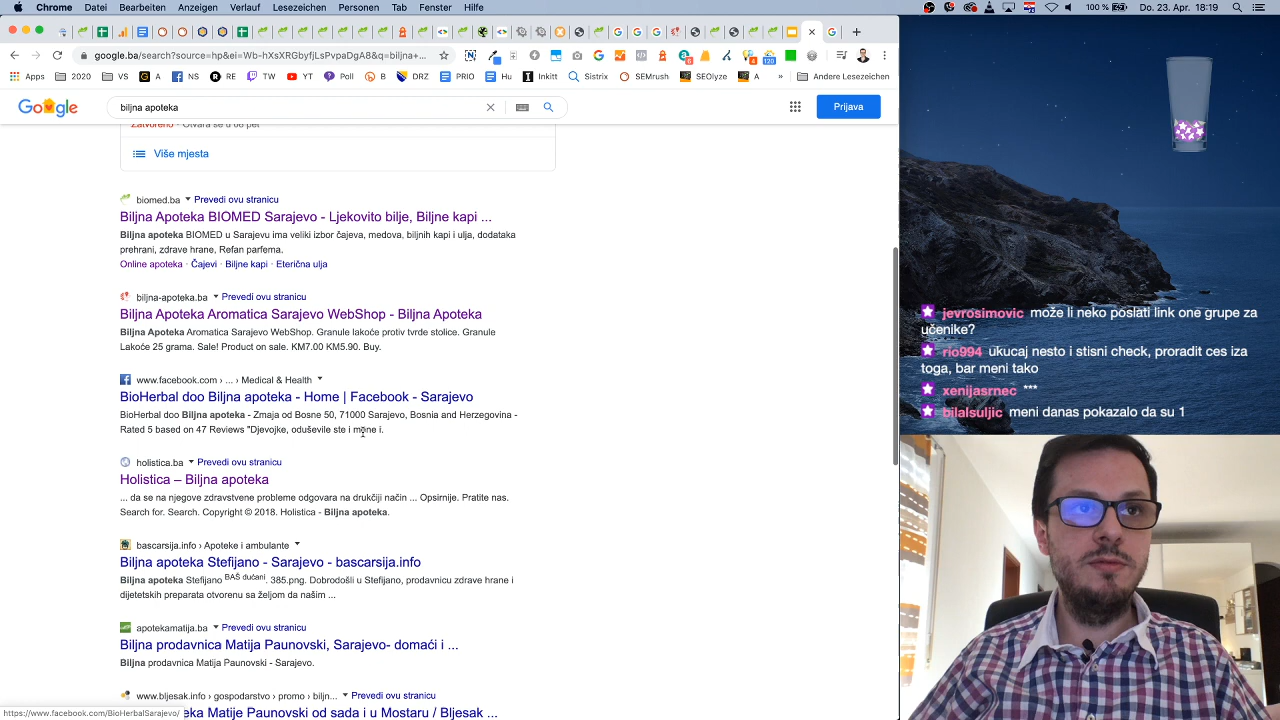 Chrome Datei Bearbeiten Anzeigen Verlauf Lesezeichen Personen Tab Fenster Hilfe
100% Do. 23. Apr. 18:19
google.de/search?source=hp&ei=Wb-hXsXRGbyfjLsPvpaDoA8&q=biljna+
Apps 2020 VS G A NS RE TW YT Poll B DRZ PRIO Hu Inkitt Sistrix SEMrush SEOlyze A » Andere Lesezeichen
Google biljna apoteka Prijava
Zatvoreno · Otvara se u 08 pet
Više mjesta
biomed.ba Prevedi ovu stranicu
Biljna Apoteka BIOMED Sarajevo - Ljekovito bilje, Biljne kapi ...
Biljna apoteka BIOMED u Sarajevu ima veliki izbor čajeva, medova, biljnih kapi i ulja, dodataka
prehrani, zdrave hrane, Refan parfema.
Online apoteka · Čajevi · Biljne kapi · Eterična ulja
biljna-apoteka.ba Prevedi ovu stranicu
Biljna Apoteka Aromatica Sarajevo WebShop - Biljna Apoteka
Biljna Apoteka Aromatica Sarajevo WebShop. Granule lakoće protiv tvrde stolice. Granule
Lakoće 25 grama. Sale! Product on sale. KM7.00 KM5.90. Buy.
www.facebook.com › ... › Medical & Health
BioHerbal doo Biljna apoteka - Home | Facebook - Sarajevo
BioHerbal doo Biljna apoteka - Zmaja od Bosne 50, 71000 Sarajevo, Bosnia and Herzegovina -
Rated 5 based on 47 Reviews "Djevojke, oduševile ste i mene i.
holistica.ba Prevedi ovu stranicu
Holistica – Biljna apoteka
... da se na njegove zdravstvene probleme odgovara na drukčiji način ... Opsirnije. Pratite nas.
Search for. Search. Copyright © 2018. Holistica - Biljna apoteka.
bascarsija.info › Apoteke i ambulante
Biljna apoteka Stefijano - Sarajevo - bascarsija.info
Biljna apoteka Stefijano BAŠ dućani. 385.png. Dobrodošli u Stefijano, prodavnicu zdrave hrane i
dijetetskih preparata otvorenu sa željom da našim ...
apotekamatija.ba Prevedi ovu stranicu
Biljna prodavnica Matija Paunovski, Sarajevo- domaći i ...
Biljna prodavnica Matija Paunovski - Sarajevo.
www.bljesak.info › gospodarstvo › promo › biljn... Prevedi ovu stranicu
eka Matije Paunovski od sada i u Mostaru / Bljesak ...
https://www.facebook.com/BioHerbalSarajevo/
jevrosimovic može li neko poslati link one grupe za
učenike?
rio994 ukucaj nesto i stisni check, proradit ces iza
toga, bar meni tako
xenijasrnec ***
bilalsuljic meni danas pokazalo da su 1